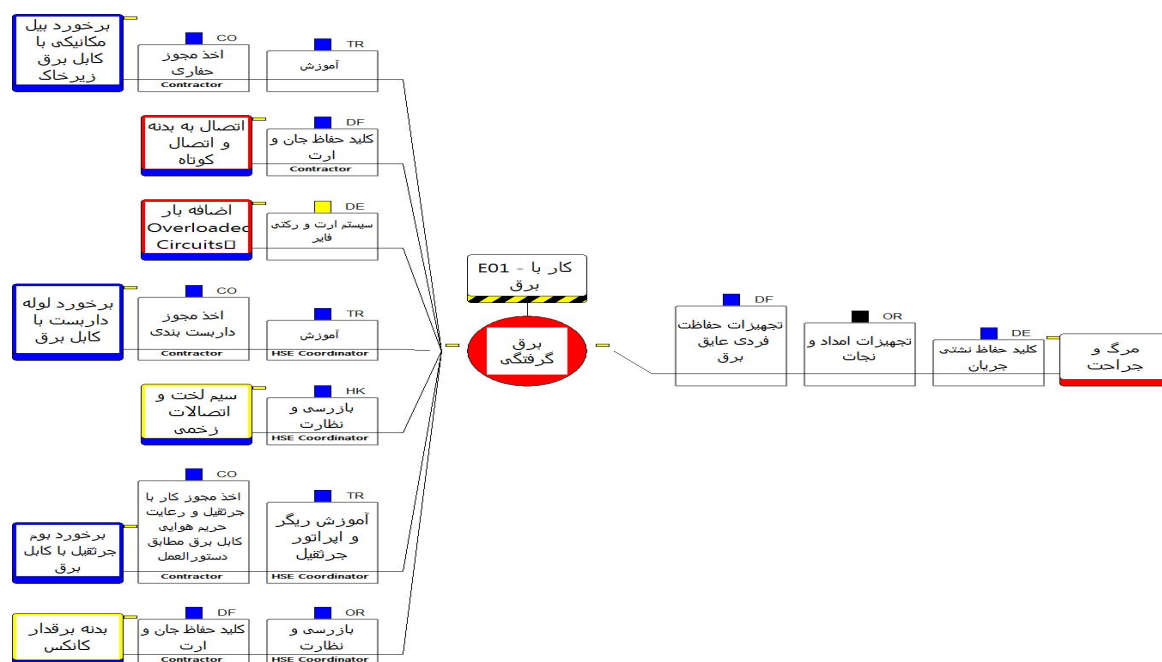 برخورد بیل
مکانیکی با
کابل برق
زیرخاک
CO
اخذ مجوز
حفاری
Contractor
TR
آموزش
اتصال به بدنه
و اتصال
کوتاه
DF
کلید حفاظ جان و
ارت
Contractor
اضافه بار
Overloaded
Circuits
DE
سیستم ارت و رکتی
فایر
برخورد لوله
داربست با
کابل برق
CO
اخذ مجوز
داربست بندی
Contractor
TR
آموزش
HSE Coordinator
سیم لخت و
اتصالات
زخمی
HK
بازرسی و
نظارت
HSE Coordinator
برخورد بوم
جرثقیل با کابل
برق
CO
اخذ مجوز کار با
جرثقیل و رعایت
حریم هوایی
کابل برق مطابق
دستورالعمل
Contractor
TR
آموزش ریگر
و اپراتور
جرثقیل
HSE Coordinator
بدنه برقدار
کانکس
DF
کلید حفاظ جان و
ارت
Contractor
OR
بازرسی و
نظارت
HSE Coordinator
E01 - کار با
برق
برق
گرفتگی
DF
تجهیزات حفاظت
فردی عایق
برق
OR
تجهیزات امداد و
نجات
DE
کلید حفاظ نشتی
جریان
مرگ و
جراحت